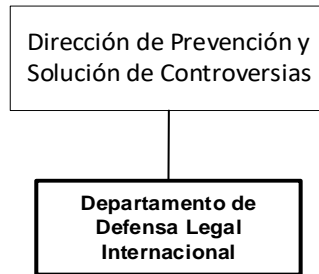 Dirección de Prevención y
Solución de Controversias
Departamento de
Defensa Legal
Internacional